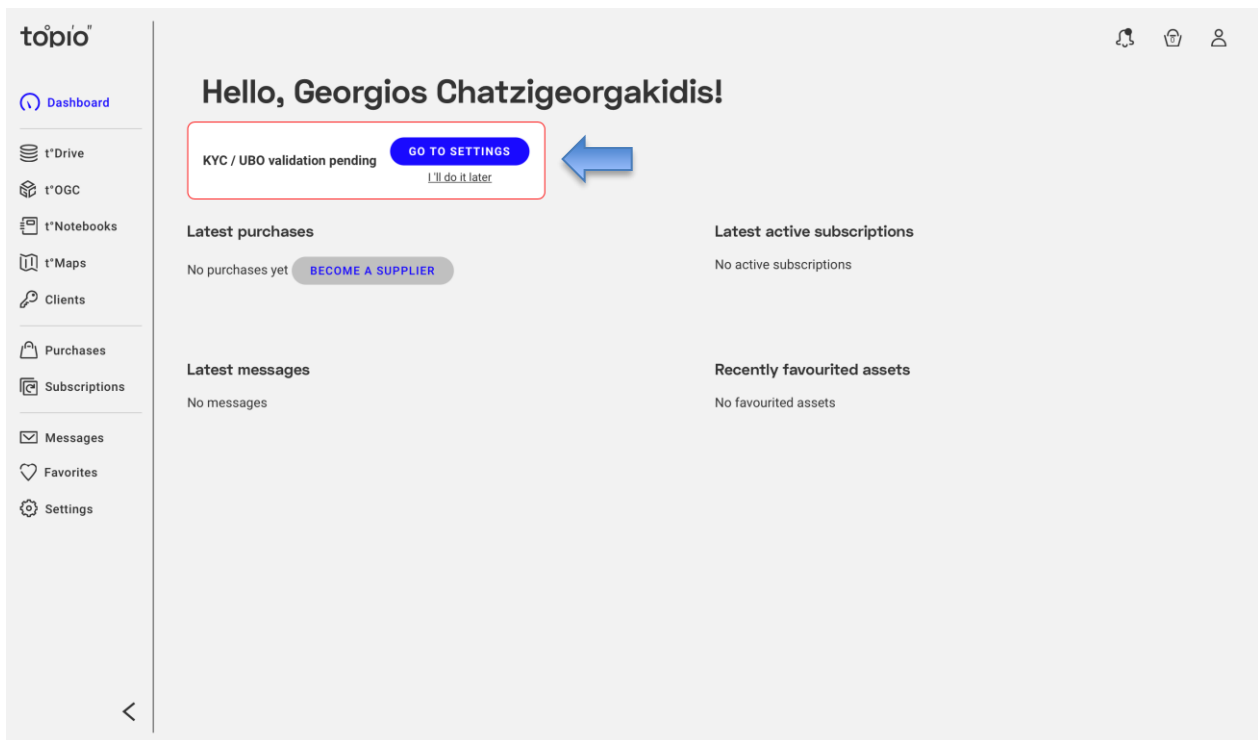 topio
Dashboard
t°Drive
t°OGC
t°Notebooks
t°Maps
Clients
Purchases
Subscriptions
Messages
Favorites
Settings
0
Hello, Georgios Chatzigeorgakidis!
KYC / UBO validation pending
GO TO SETTINGS
I 'll do it later
Latest purchases
No purchases yet
BECOME A SUPPLIER
Latest active subscriptions
No active subscriptions
Latest messages
No messages
Recently favourited assets
No favourited assets